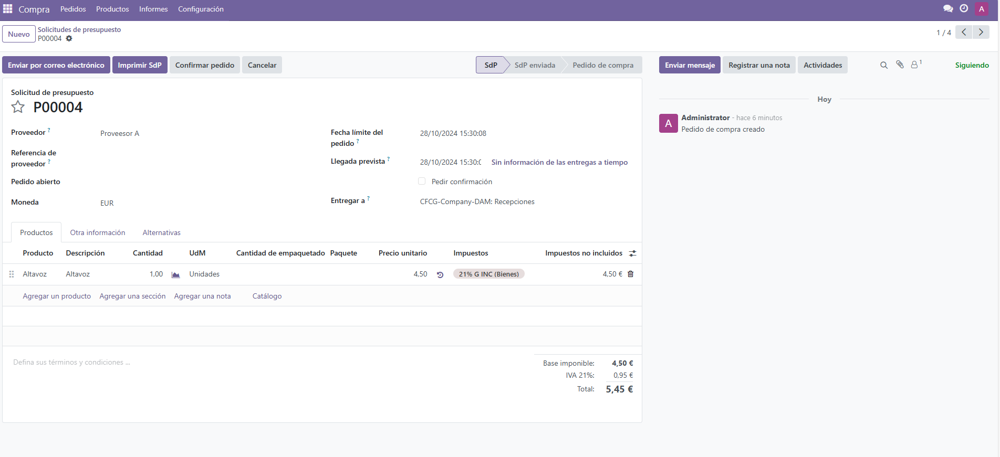 Compra Pedidos Productos Informes Configuración A
Nuevo Solicitudes de presupuesto
P00004
1 / 4
Enviar por correo electrónico Imprimir SdP Confirmar pedido Cancelar SdP SdP enviada Pedido de compra
Enviar mensaje Registrar una nota Actividades 1 Siguiendo
Solicitud de presupuesto
P00004
Proveedor ? Proveesor A
Referencia de
proveedor ?
Pedido abierto
Moneda EUR
Fecha límite del
pedido ? 28/10/2024 15:30:08
Llegada prevista ? 28/10/2024 15:30:0 Sin información de las entregas a tiempo
Pedir confirmación
Entregar a ? CFCG-Company-DAM: Recepciones
Hoy
A Administrator - hace 6 minutos
Pedido de compra creado
Productos Otra información Alternativas
Producto Descripción Cantidad UdM Cantidad de empaquetado Paquete Precio unitario Impuestos Impuestos no incluidos
Altavoz Altavoz 1,00 Unidades 4,50 21% G INC (Bienes) 4,50 €
Agregar un producto Agregar una sección Agregar una nota Catálogo
Defina sus términos y condiciones ...
Base imponible: 4,50 €
IVA 21%: 0,95 €
Total: 5,45 €